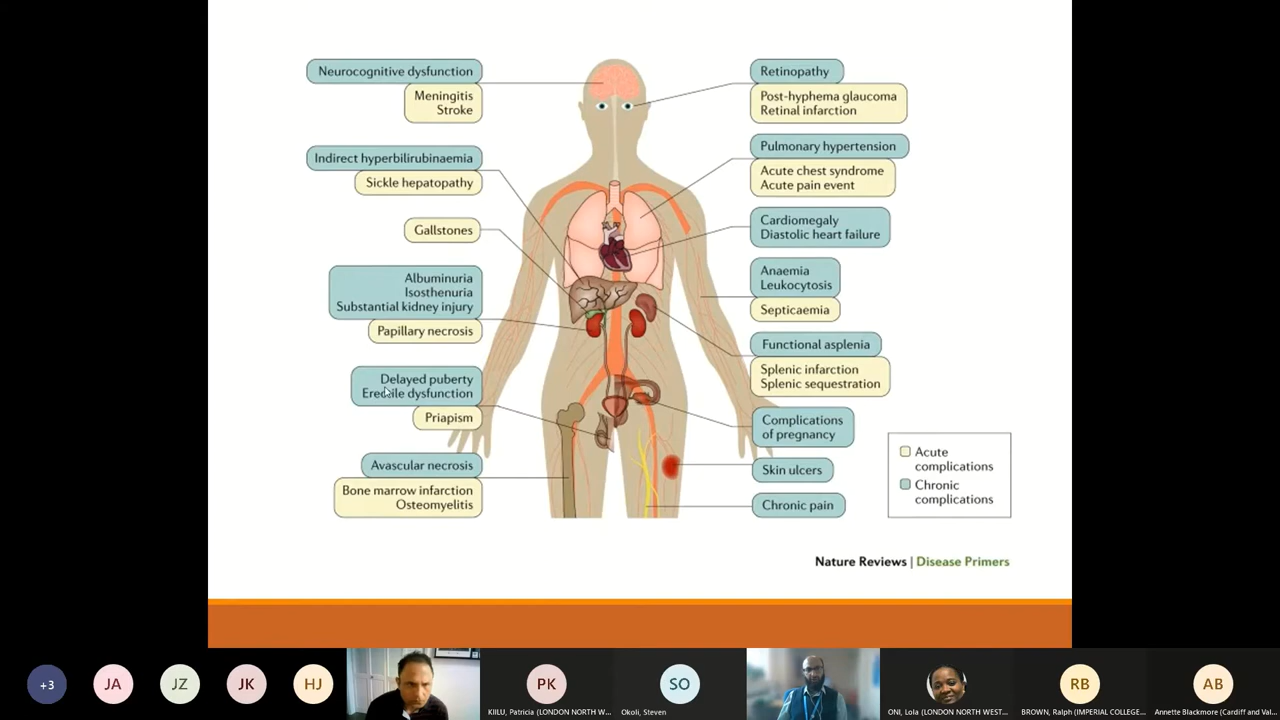 Neurocognitive dysfunction
Meningitis
Stroke
Indirect hyperbilirubinaemia
Sickle hepatopathy
Gallstones
Albuminuria
Isosthenuria
Substantial kidney injury
Papillary necrosis
Delayed puberty
Erectile dysfunction
Priapism
Avascular necrosis
Bone marrow infarction
Osteomyelitis
Retinopathy
Post-hyphema glaucoma
Retinal infarction
Pulmonary hypertension
Acute chest syndrome
Acute pain event
Cardiomegaly
Diastolic heart failure
Anaemia
Leukocytosis
Septicaemia
Functional asplenia
Splenic infarction
Splenic sequestration
Complications
of pregnancy
Skin ulcers
Chronic pain
Acute
complications
Chronic
complications
Nature Reviews | Disease Primers
+3
JA
JZ
JK
HJ
PK
SO
RB
AB
KIILU, Patricia (LONDON NORTH W...
Okoli, Steven
ONI, Lola (LONDON NORTH WEST...
BROWN, Ralph (IMPERIAL COLLEGE...
Annette Blackmore (Cardiff and Val...